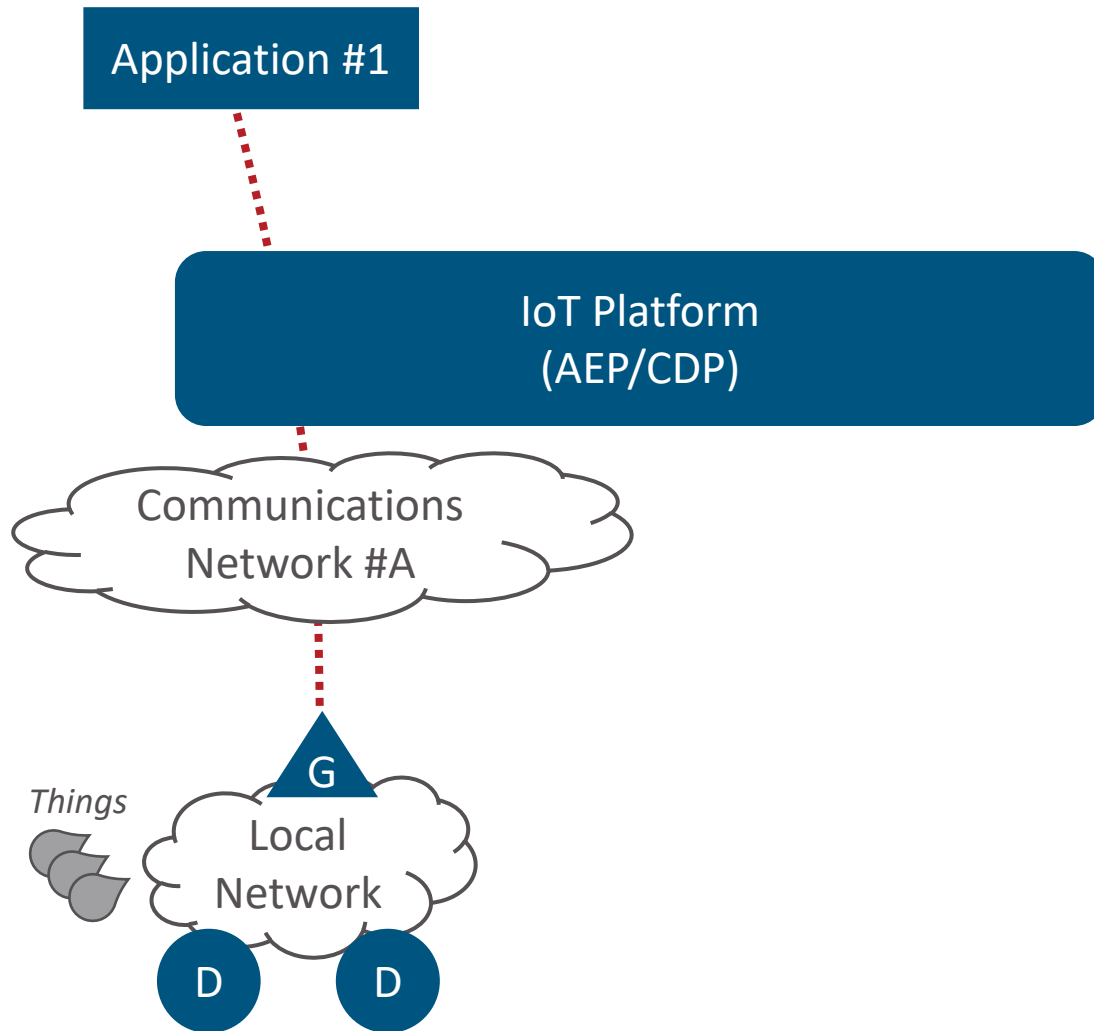 Application #1
IoT Platform
(AEP/CDP)
Communications
Network #A
G
Things
Local
Network
D
D